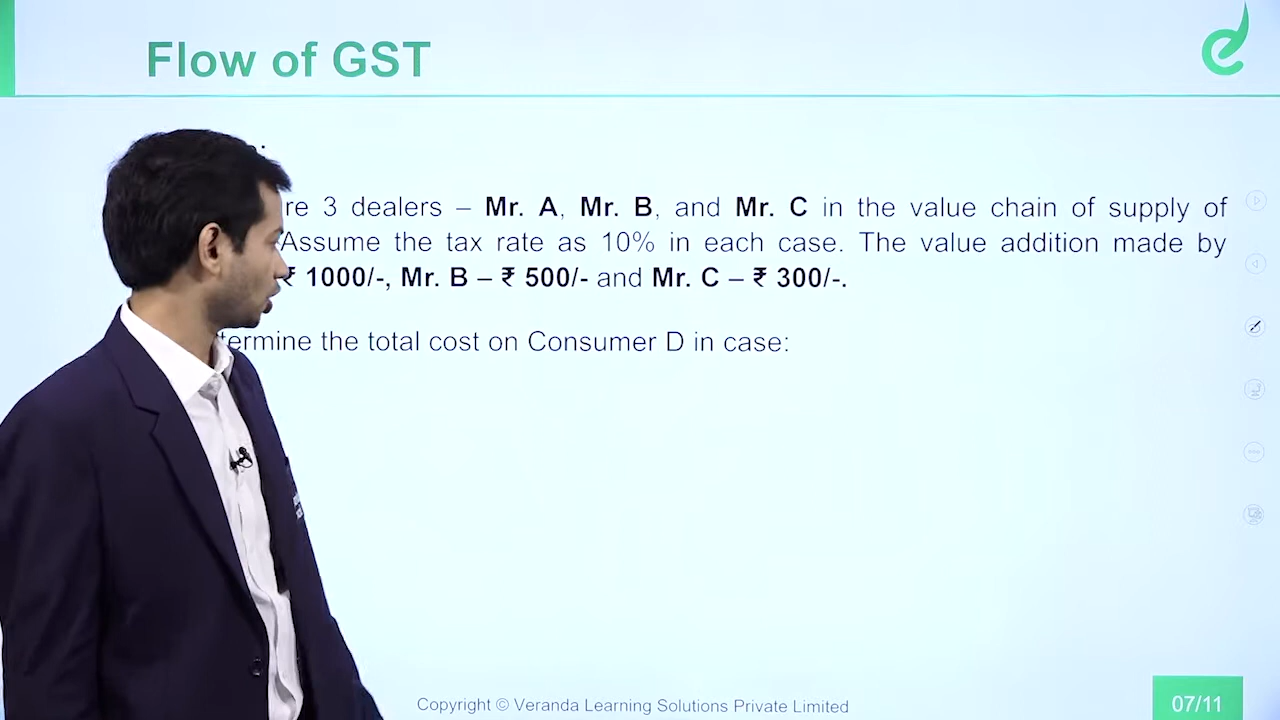 Flow of GST
re 3 dealers – Mr. A, Mr. B, and Mr. C in the value chain of supply of
Assume the tax rate as 10% in each case. The value addition made by
₹ 1000/-, Mr. B – ₹ 500/- and Mr. C – ₹ 300/-.
termine the total cost on Consumer D in case:
Copyright © Veranda Learning Solutions Private Limited
07/11